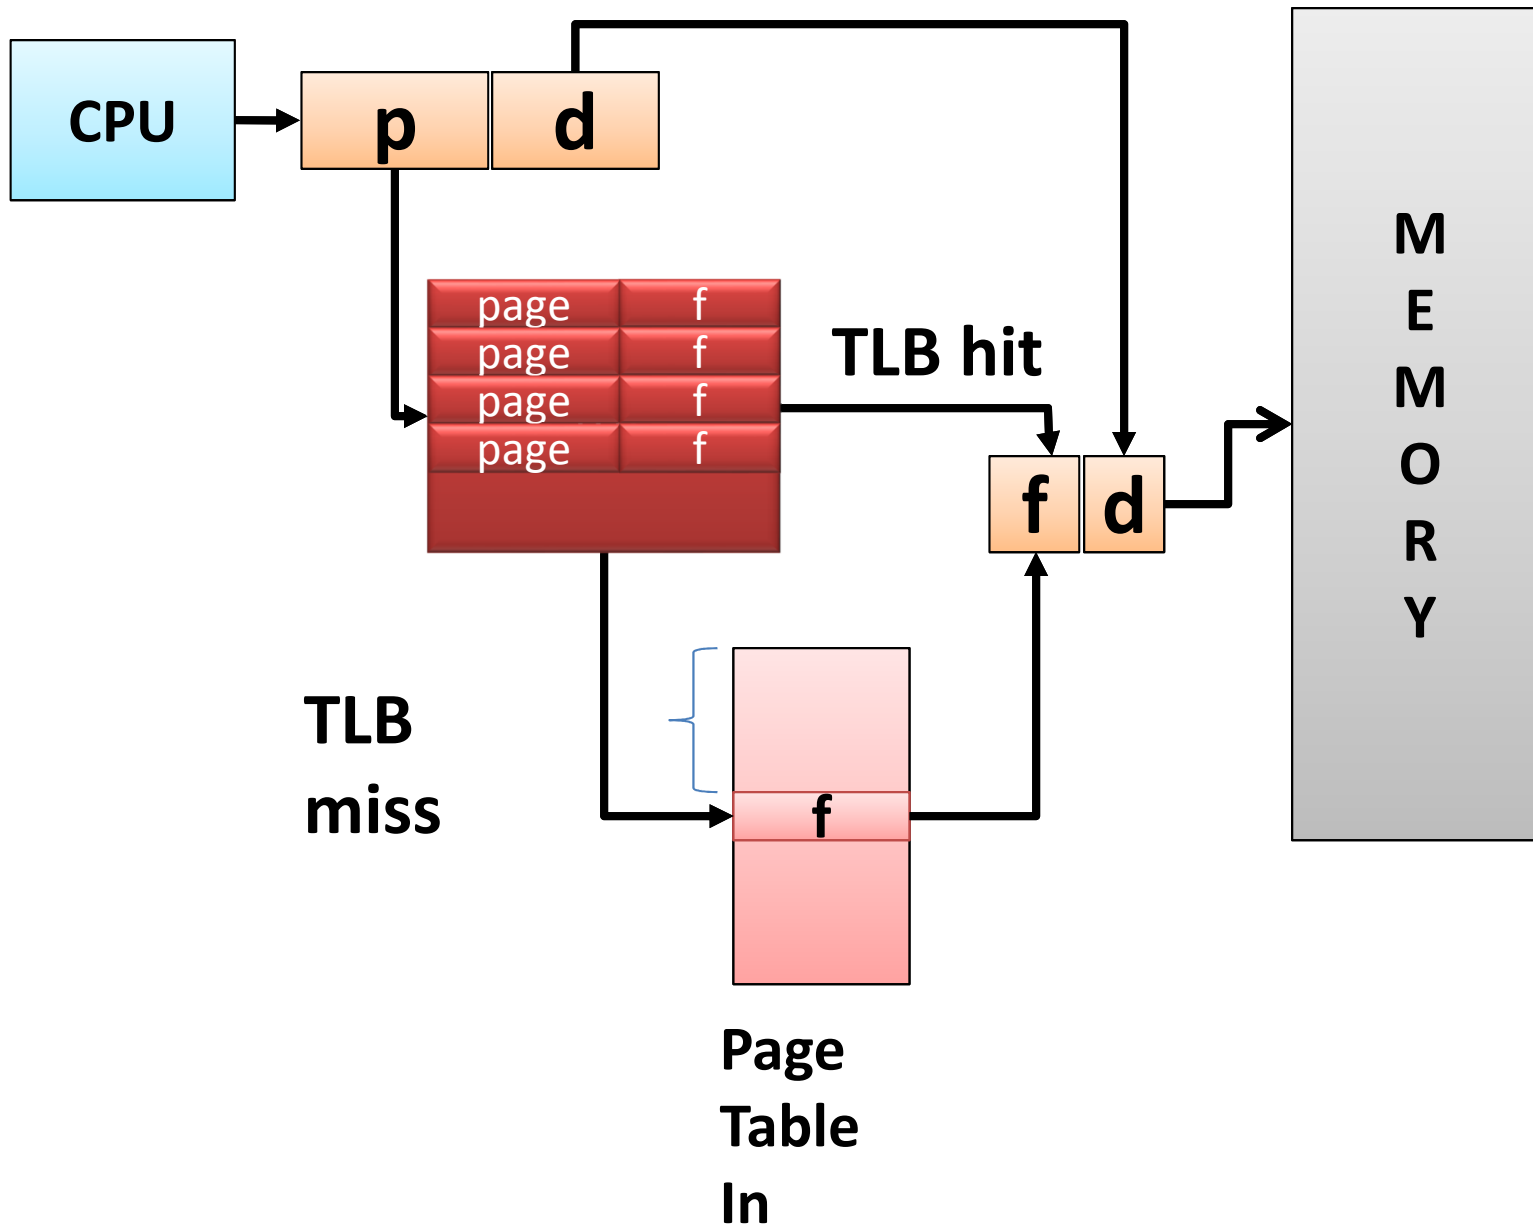 CPU
p d
page f
page f
page f
page f
TLB hit
f d
M
E
M
O
R
Y
TLB
miss
f
Page
Table
In